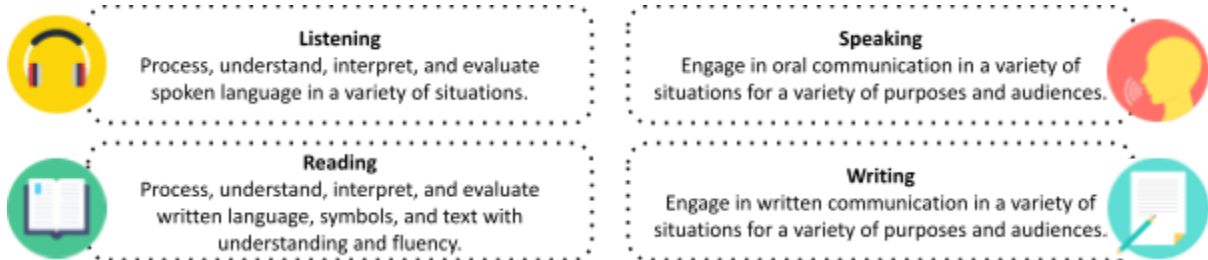 Listening
Process, understand, interpret, and evaluate
spoken language in a variety of situations.
Speaking
Engage in oral communication in a variety of
situations for a variety of purposes and audiences.
Reading
Process, understand, interpret, and evaluate
written language, symbols, and text with
understanding and fluency.
Writing
Engage in written communication in a variety of
situations for a variety of purposes and audiences.